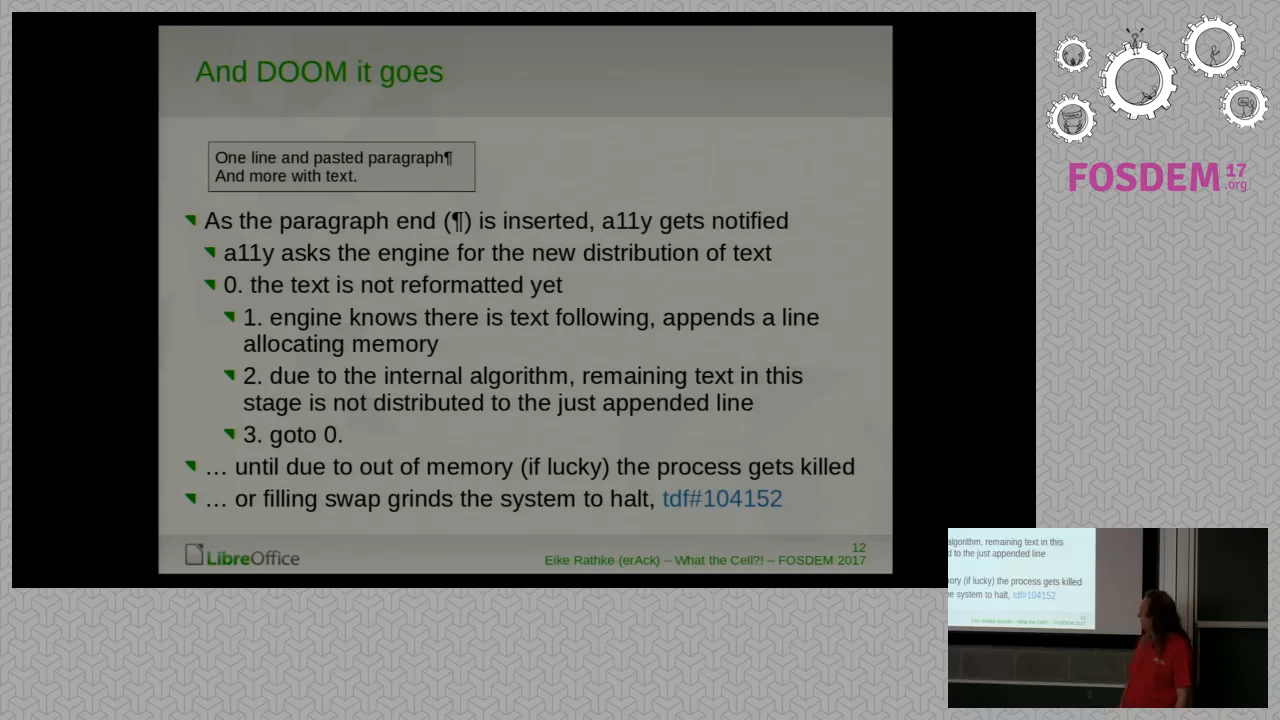 And DOOM it goes
One line and pasted paragraph¶
And more with text.
As the paragraph end (¶) is inserted, a11y gets notified
a11y asks the engine for the new distribution of text
0. the text is not reformatted yet
1. engine knows there is text following, appends a line
allocating memory
2. due to the internal algorithm, remaining text in this
stage is not distributed to the just appended line
3. goto 0.
… until due to out of memory (if lucky) the process gets killed
… or filling swap grinds the system to halt, tdf#104152
LibreOffice
12
Eike Rathke (erAck) – What the Cell?! – FOSDEM 2017
FOSDEM 17
.org
algorithm, remaining text in this
d to the just appended line
ory (if lucky) the process gets killed
e system to halt, tdf#104152